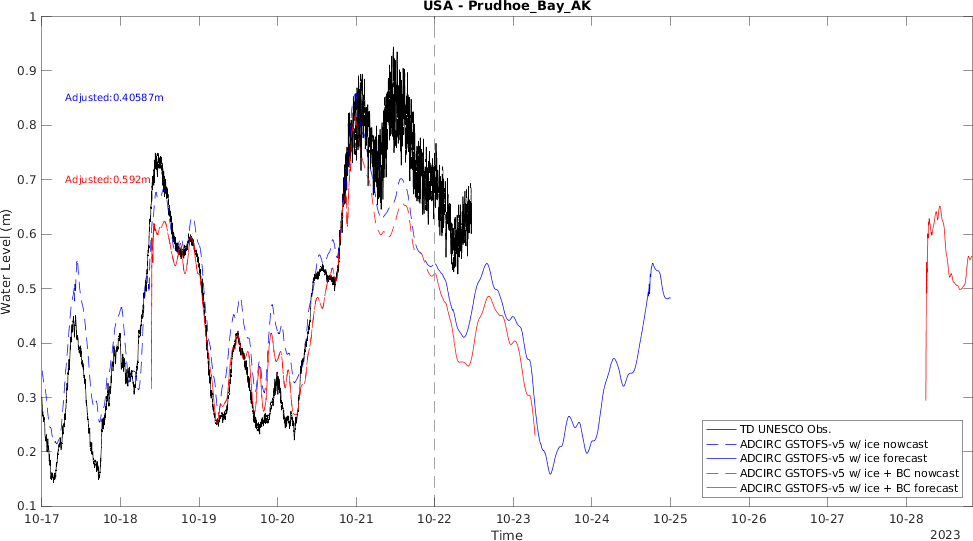 USA - Prudhoe_Bay_AK
Water Level (m)
1
0.9
0.8
0.7
0.6
0.5
0.4
0.3
0.2
0.1
Adjusted:0.40587m
Adjusted:0.592m
TD UNESCO Obs.
ADCIRC GSTOFS-v5 w/ ice nowcast
ADCIRC GSTOFS-v5 w/ ice forecast
ADCIRC GSTOFS-v5 w/ ice + BC nowcast
ADCIRC GSTOFS-v5 w/ ice + BC forecast
10-17 10-18 10-19 10-20 10-21 10-22 10-23 10-24 10-25 10-26 10-27 10-28
Time
2023